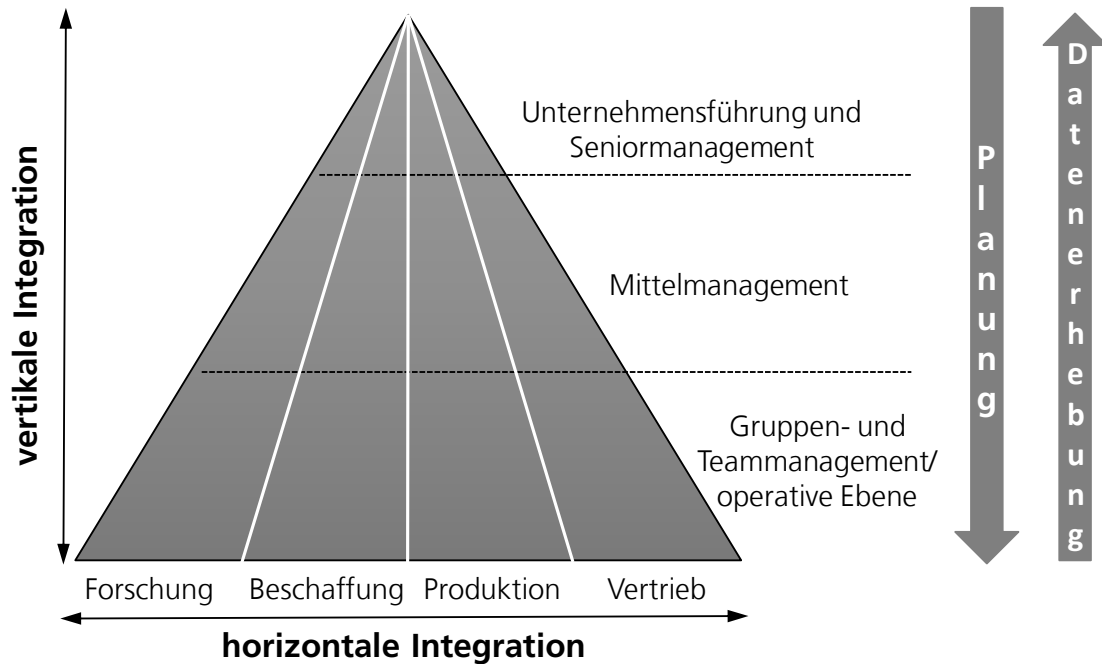 vertikale Integration
Unternehmensführung und
Seniormanagement
Mittelmanagement
Gruppen- und
Teammanagement/
operative Ebene
Planung
Datenerhebung
Forschung
Beschaffung
Produktion
Vertrieb
horizontale Integration